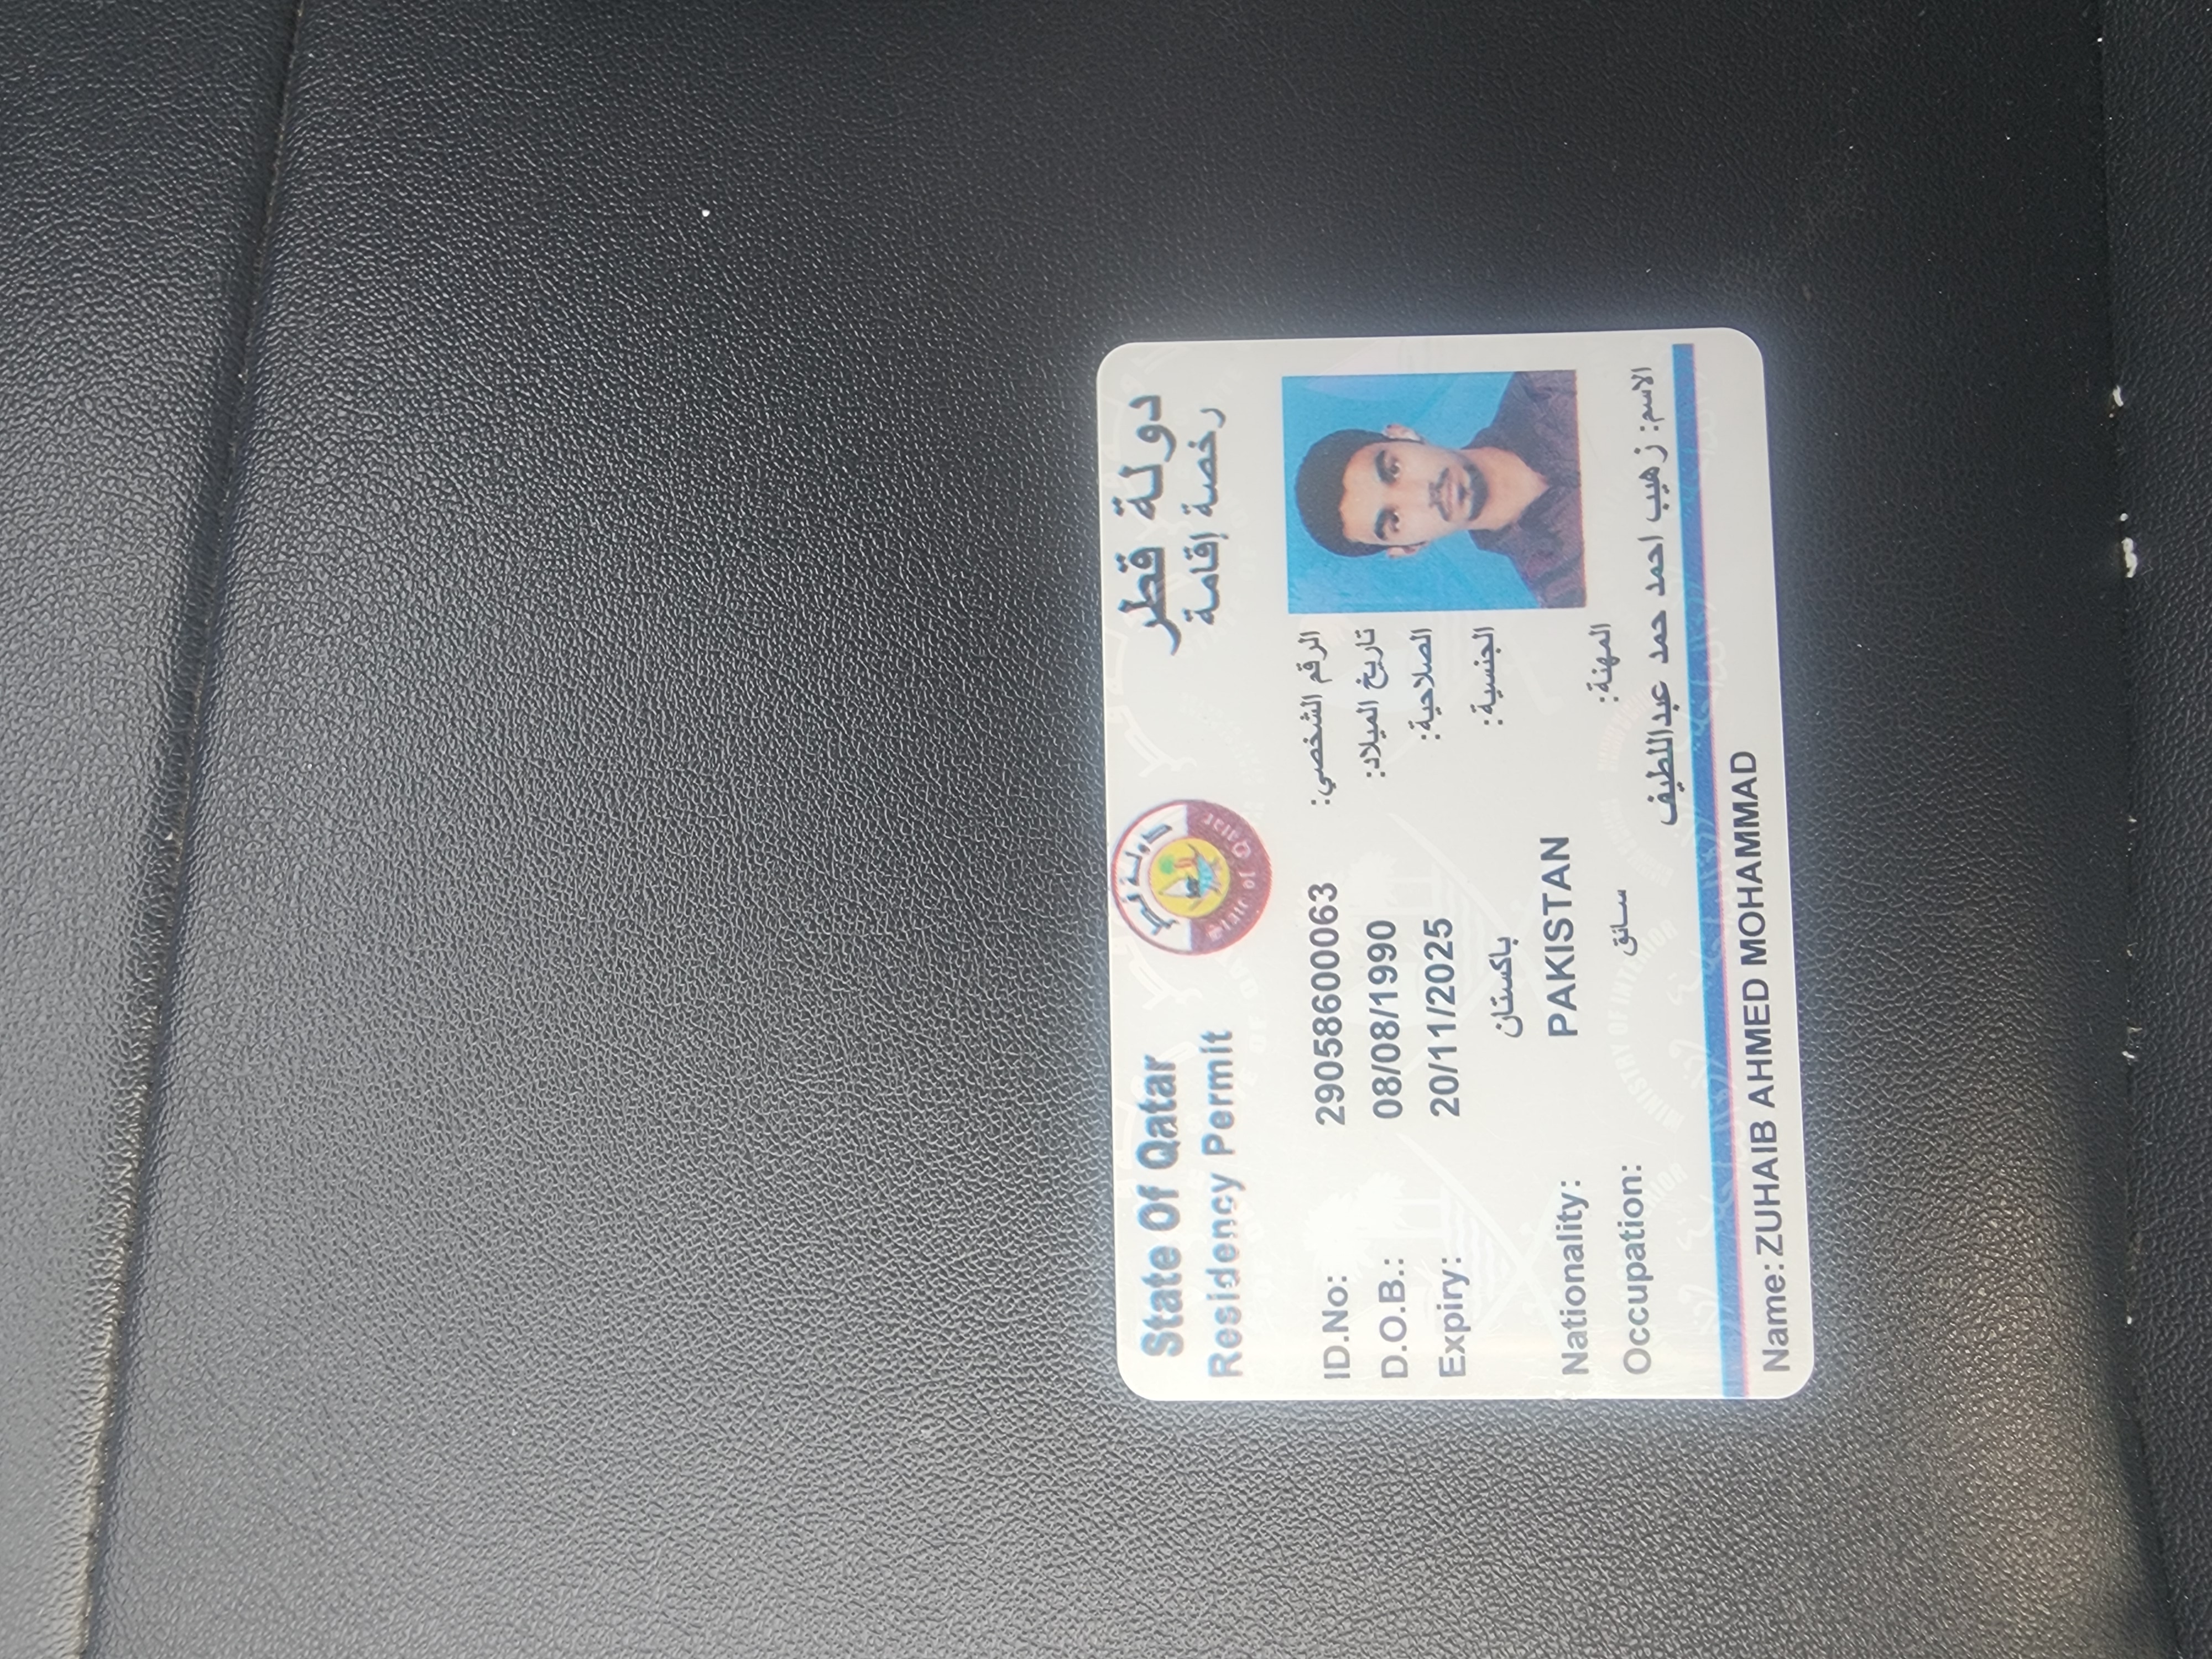 State Of Qatar
دولة قطر
Residency Permit
رخصة إقامة
دولة قطر
State of Qatar
ID.No: 29058600063 الرقم الشخصي:
D.O.B.: 08/08/1990 تاريخ الميلاد:
Expiry: 20/11/2025 الصلاحية:
باكستان الجنسية:
Nationality: PAKISTAN
Occupation: سائق المهنة:
الاسم: زهيب احمد حمد عبداللطيف
MINISTRY OF INTERIOR
Name: ZUHAIB AHMED MOHAMMAD